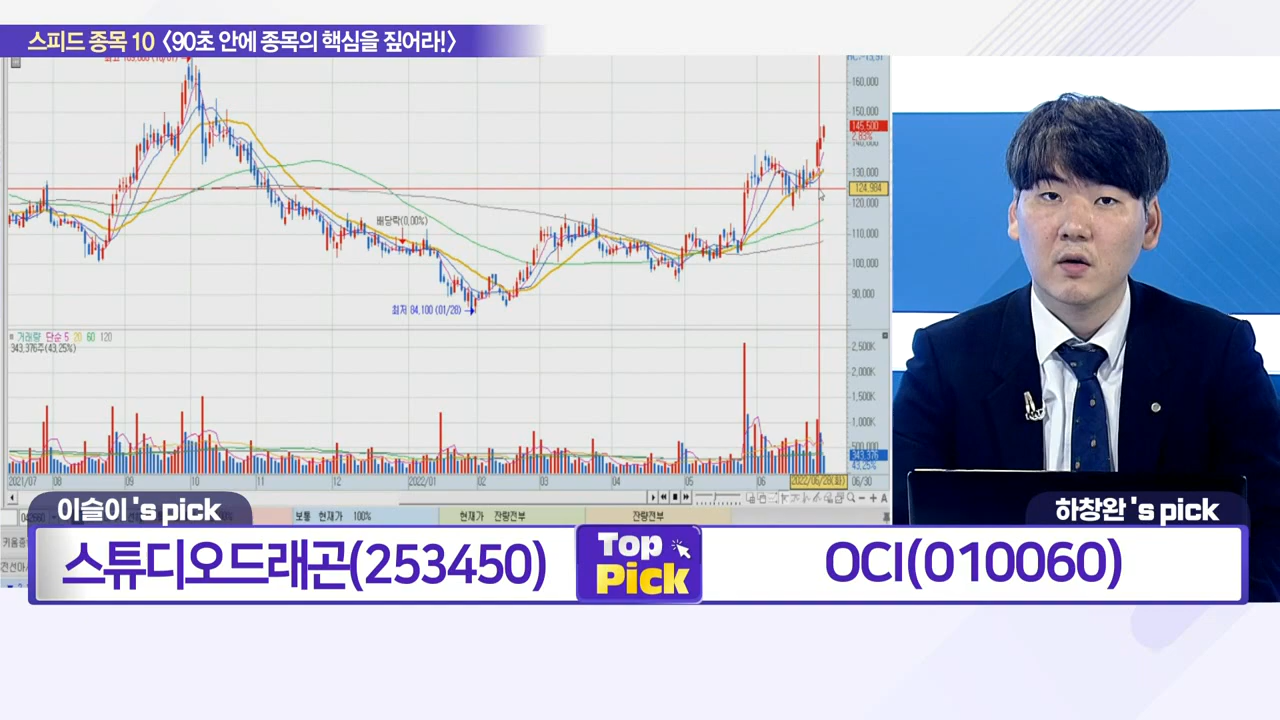 스피드 종목 10 <90초 안에 종목의 핵심을 짚어라!>
160,000
150,000
145,500
2.83%
140,000
130,000
124,984
120,000
110,000
100,000
90,000
배당락(0.00%)
최저 84,100 (01/28)
거래량 단순 5 20 60 120
343,376주(43.25%)
2,500K
2,000K
1,500K
1,000K
500,000
343,376
43.25%
2021/07 08 09 10 11 12 2022/01 02 03 04 05 06 2022/06/28(화) 06/30
보통 현재가 100% 현재가 잔량전부 잔량전부
이슬이 's pick
하창완 's pick
스튜디오드래곤(253450)
Top
Pick
OCI(010060)